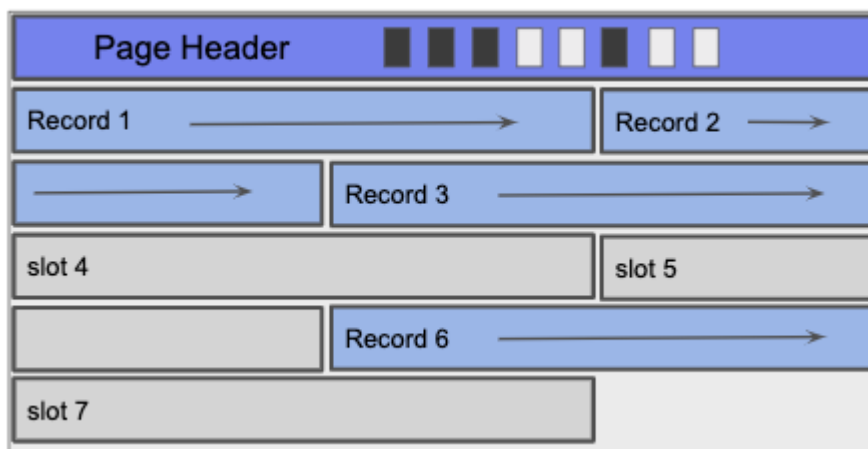 Page Header
Record 1 Record 2
Record 3
slot 4 slot 5
Record 6
slot 7